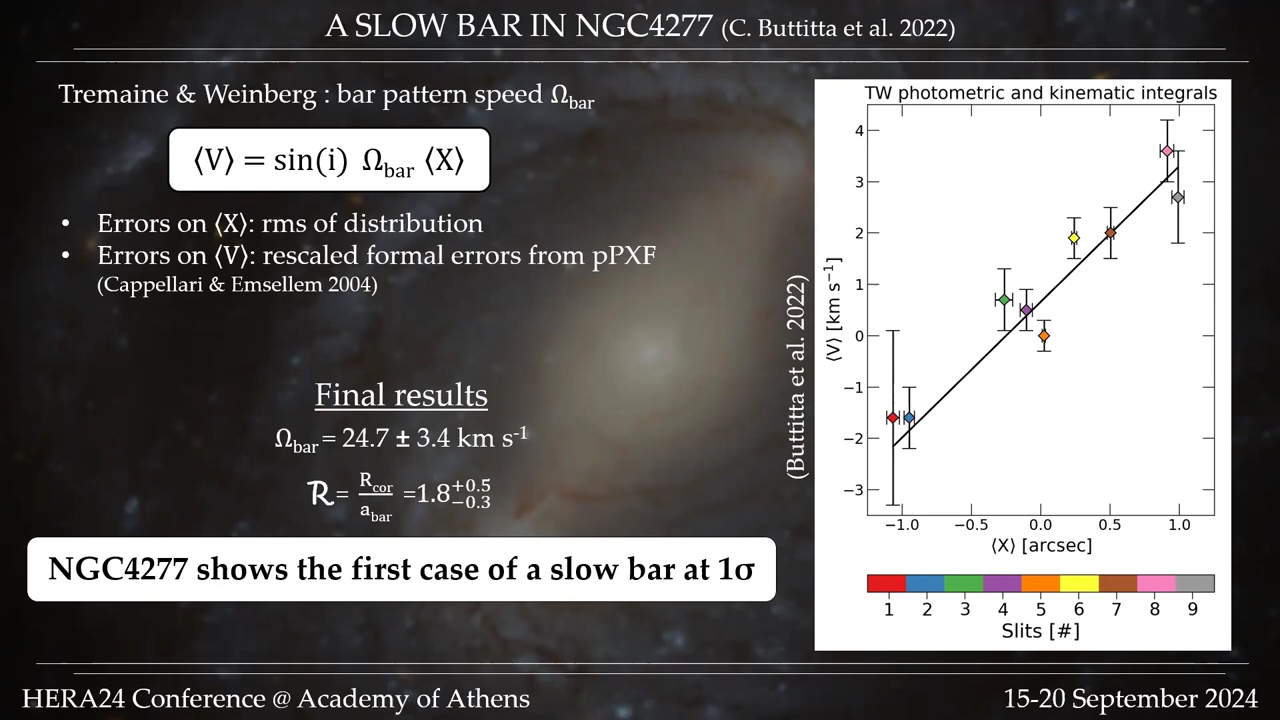 A SLOW BAR IN NGC4277 (C. Buttitta et al. 2022)
Tremaine & Weinberg : bar pattern speed Ωbar
⟨V⟩ = sin(i) Ωbar ⟨X⟩
• Errors on ⟨X⟩: rms of distribution
• Errors on ⟨V⟩: rescaled formal errors from pPXF
(Cappellari & Emsellem 2004)
Final results
Ωbar = 24.7 ± 3.4 km s⁻¹
ℛ = Rcor / abar = 1.8 +0.5 −0.3
NGC4277 shows the first case of a slow bar at 1σ
(Buttitta et al. 2022)
TW photometric and kinematic integrals
⟨V⟩ [km s⁻¹]
4
3
2
1
0
−1
−2
−3
−1.0 −0.5 0.0 0.5 1.0
⟨X⟩ [arcsec]
1 2 3 4 5 6 7 8 9
Slits [#]
HERA24 Conference @ Academy of Athens
15-20 September 2024